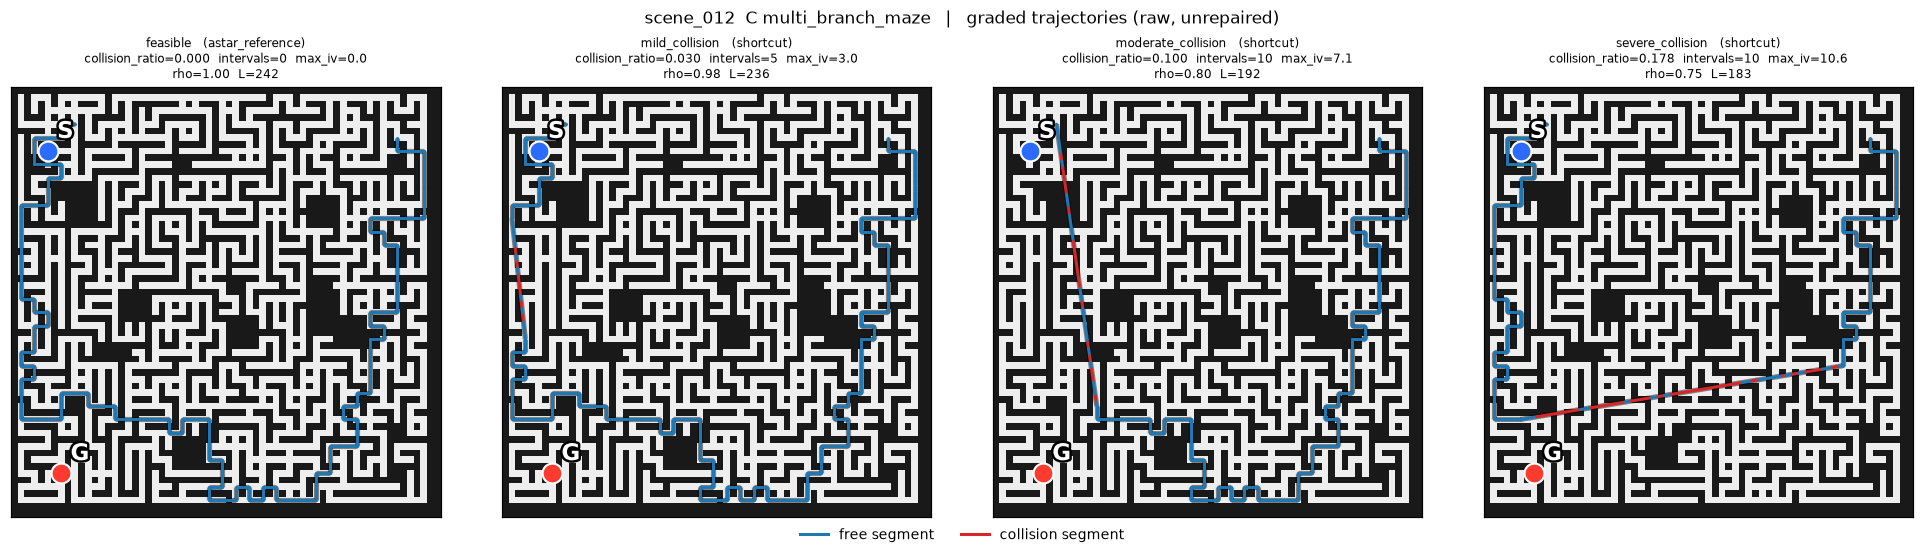 scene_012  C multi_branch_maze  |  graded trajectories (raw, unrepaired)
feasible  (astar_reference)
collision_ratio=0.000  intervals=0  max_iv=0.0
rho=1.00  L=242
mild_collision  (shortcut)
collision_ratio=0.030  intervals=5  max_iv=3.0
rho=0.98  L=236
moderate_collision  (shortcut)
collision_ratio=0.100  intervals=10  max_iv=7.1
rho=0.80  L=192
severe_collision  (shortcut)
collision_ratio=0.178  intervals=10  max_iv=10.6
rho=0.75  L=183
S
G
S
G
S
G
S
G
free segment
collision segment